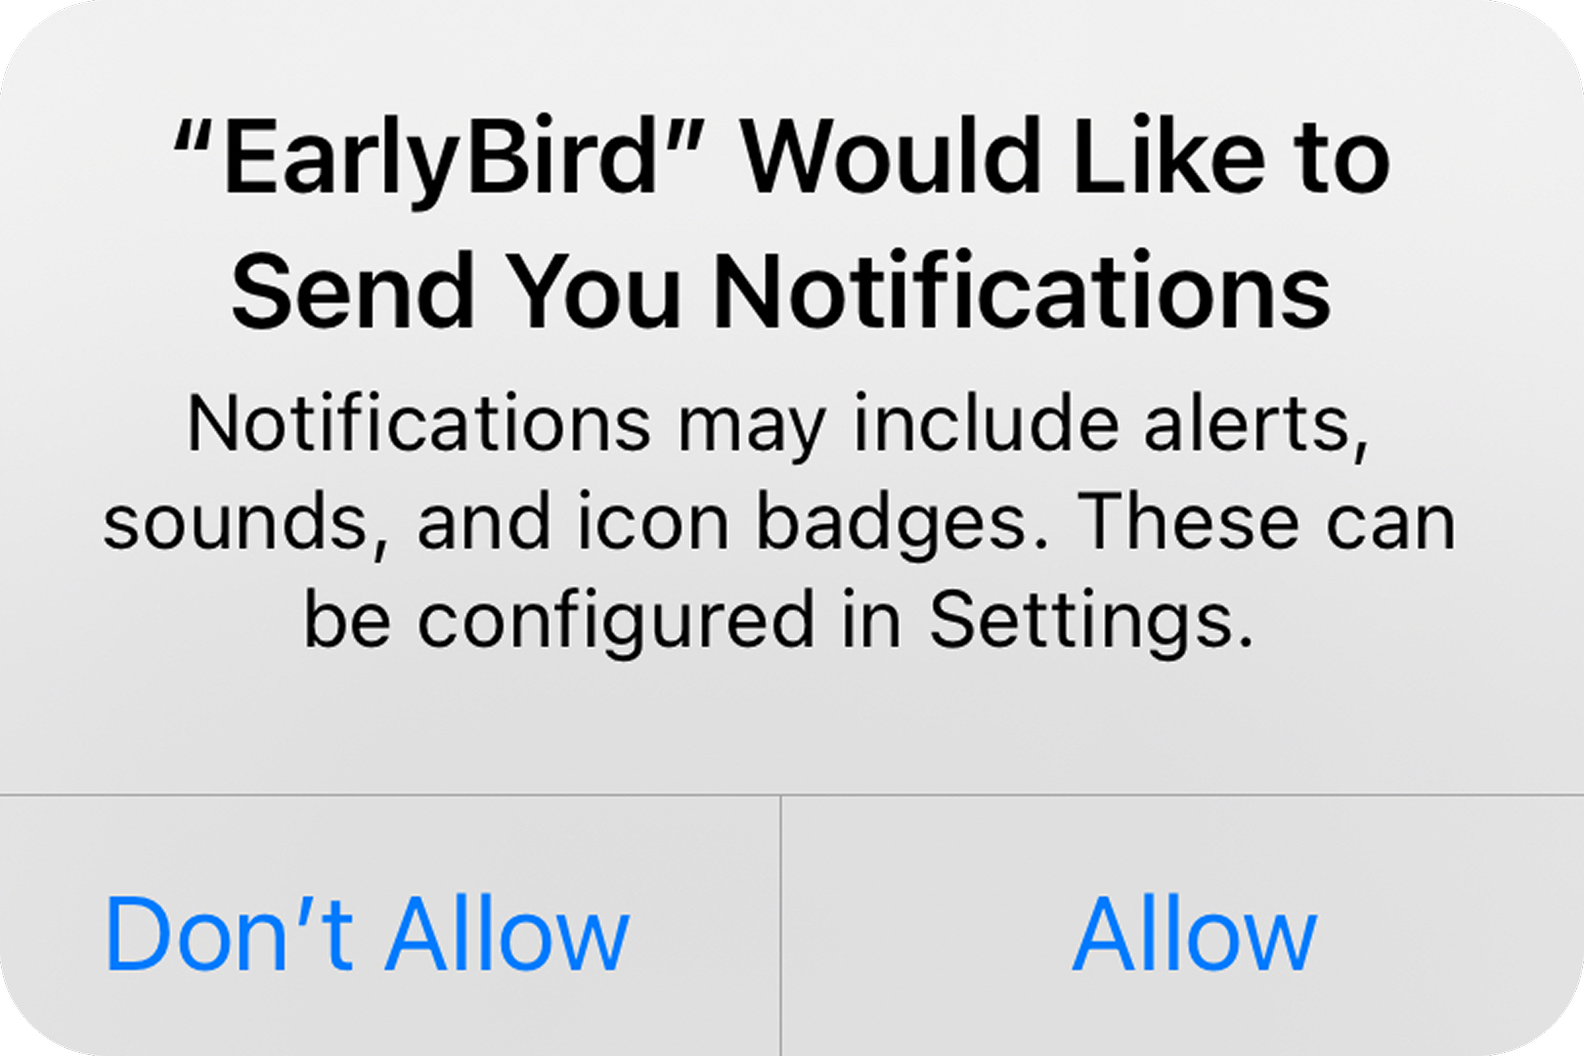 “EarlyBird” Would Like to
Send You Notifications
Notifications may include alerts,
sounds, and icon badges. These can
be configured in Settings.
Don’t Allow
Allow